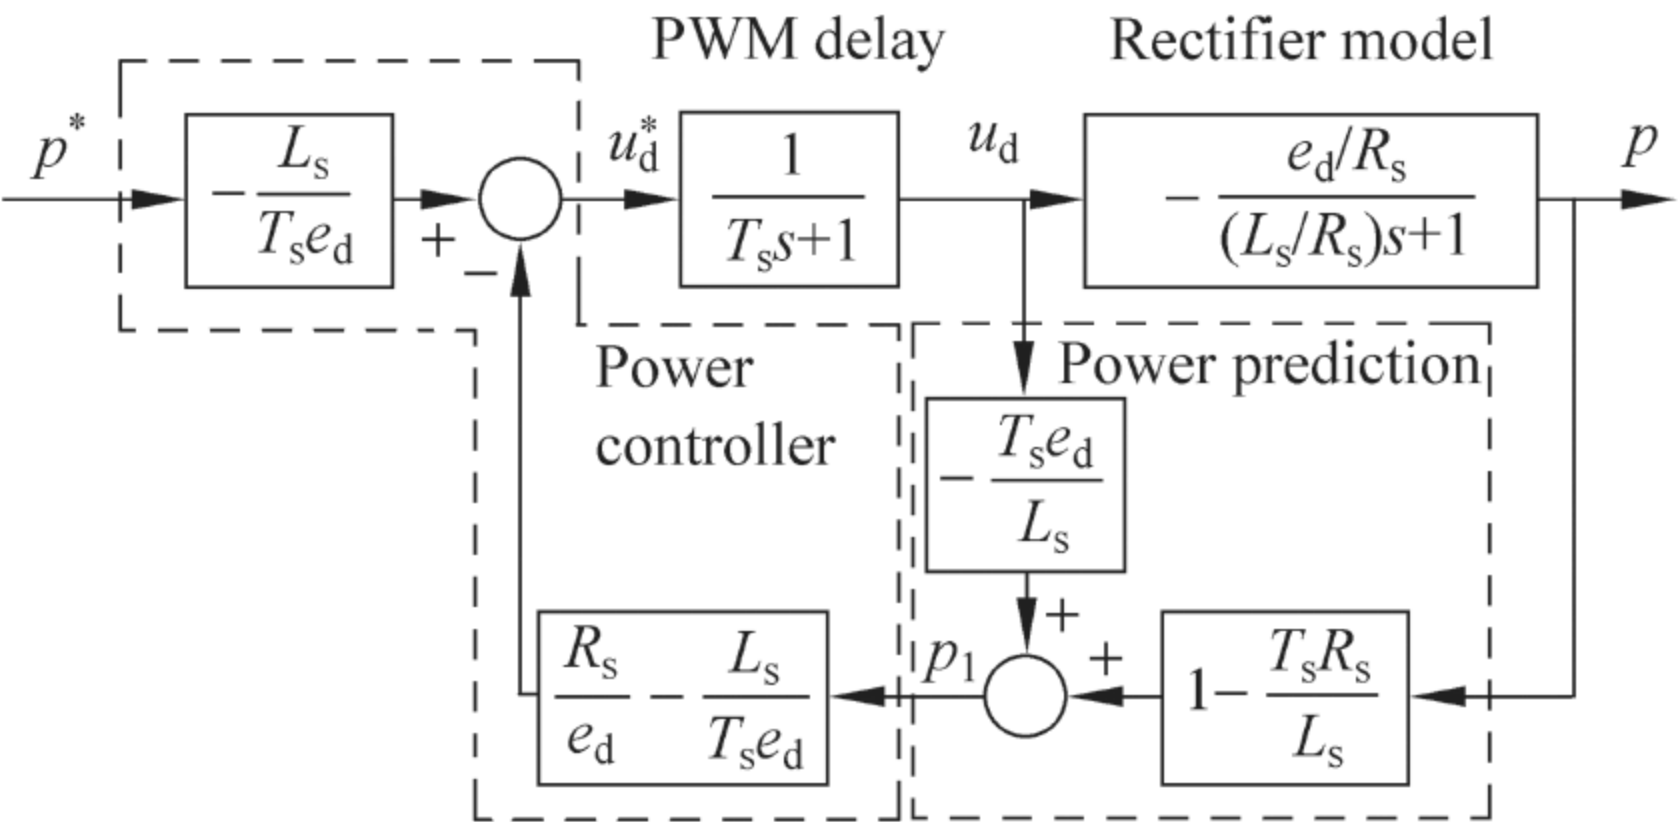 PWM delay
Rectifier model
p*
− Ls / Tsed
+
−
ud*
1 / Tss+1
ud
− ed/Rs / (Ls/Rs)s+1
p
Power
controller
Power prediction
− Tsed / Ls
+
+
p1
Rs / ed − Ls / Tsed
1− TsRs / Ls